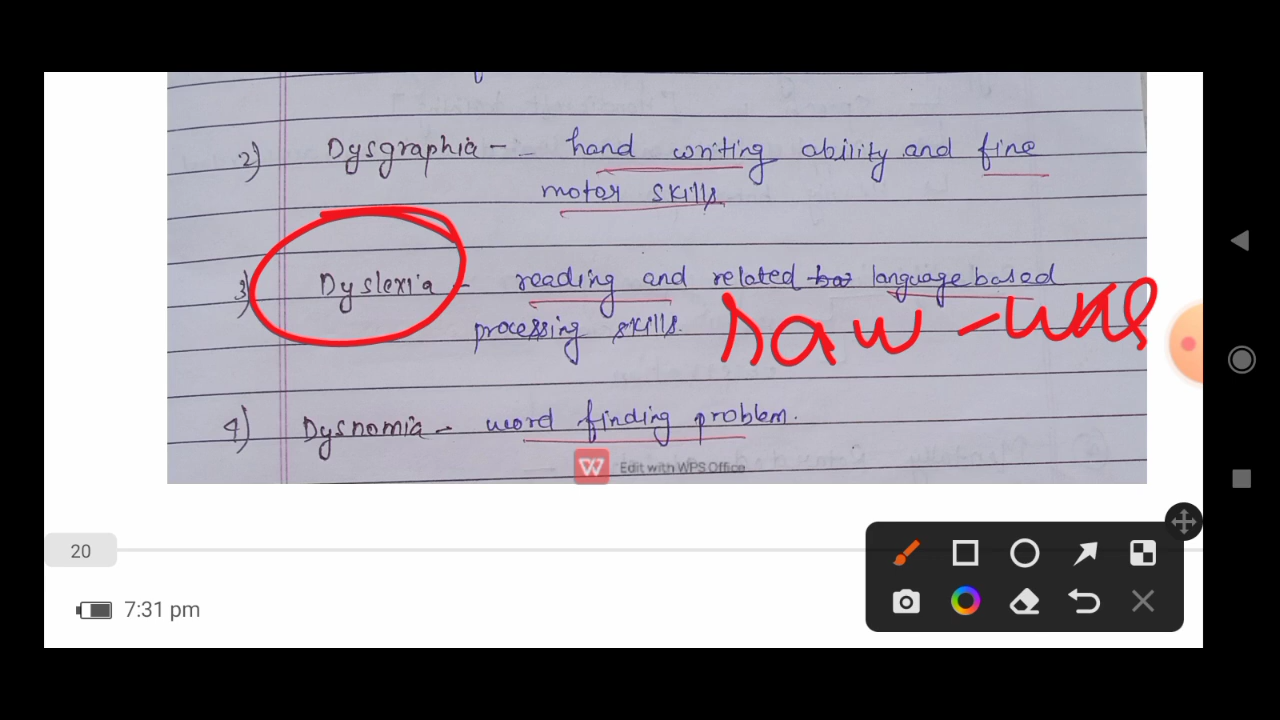 2) Dysgraphia - - hand writing ability and fine
motor skills.
3) Dyslexia - reading and related language based
processing skills.
saw - was
4) Dysnomia - word finding problem.
Edit with WPS Office
20
7:31 pm